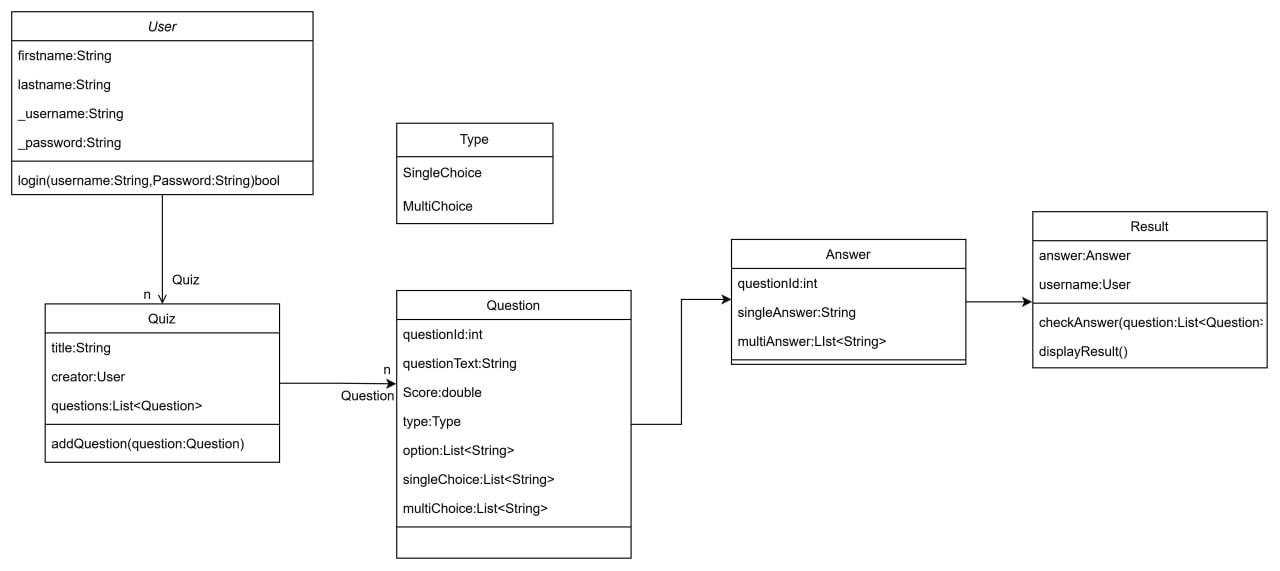 User
firstname:String
lastname:String
_username:String
_password:String
login(username:String,Password:String)bool
Quiz
n
Quiz
title:String
creator:User
questions:List<Question>
addQuestion(question:Question)
Type
SingleChoice
MultiChoice
n
Question
Question
questionId:int
questionText:String
Score:double
type:Type
option:List<String>
singleChoice:List<String>
multiChoice:List<String>
Answer
questionId:int
singleAnswer:String
multiAnswer:LIst<String>
Result
answer:Answer
username:User
checkAnswer(question:List<Question>
displayResult()